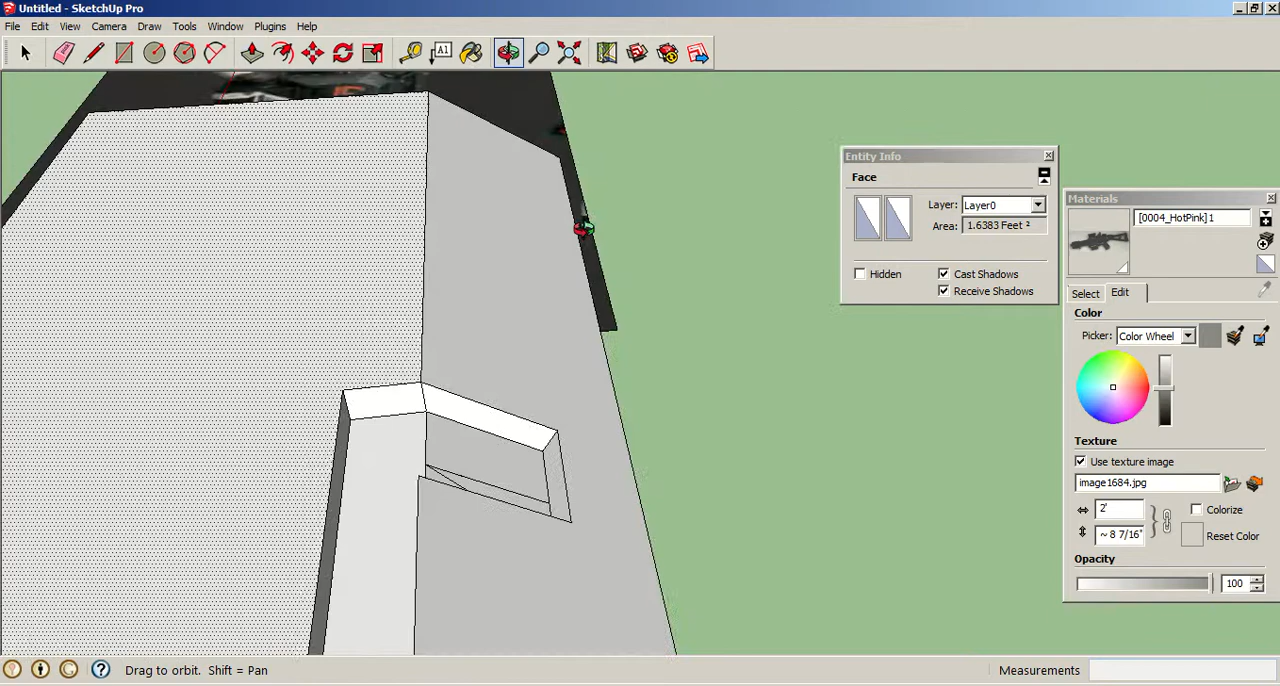 Untitled - SketchUp Pro
File Edit View Camera Draw Tools Window Plugins Help
A1
Entity Info
Face
Layer: Layer0
Area: 1.6383 Feet ²
Hidden
Cast Shadows
Receive Shadows
Materials
[0004_HotPink]1
Select Edit
Color
Picker: Color Wheel
Texture
Use texture image
image1684.jpg
2'
Colorize
~ 8 7/16"
Reset Color
Opacity
100
Drag to orbit. Shift = Pan
Measurements